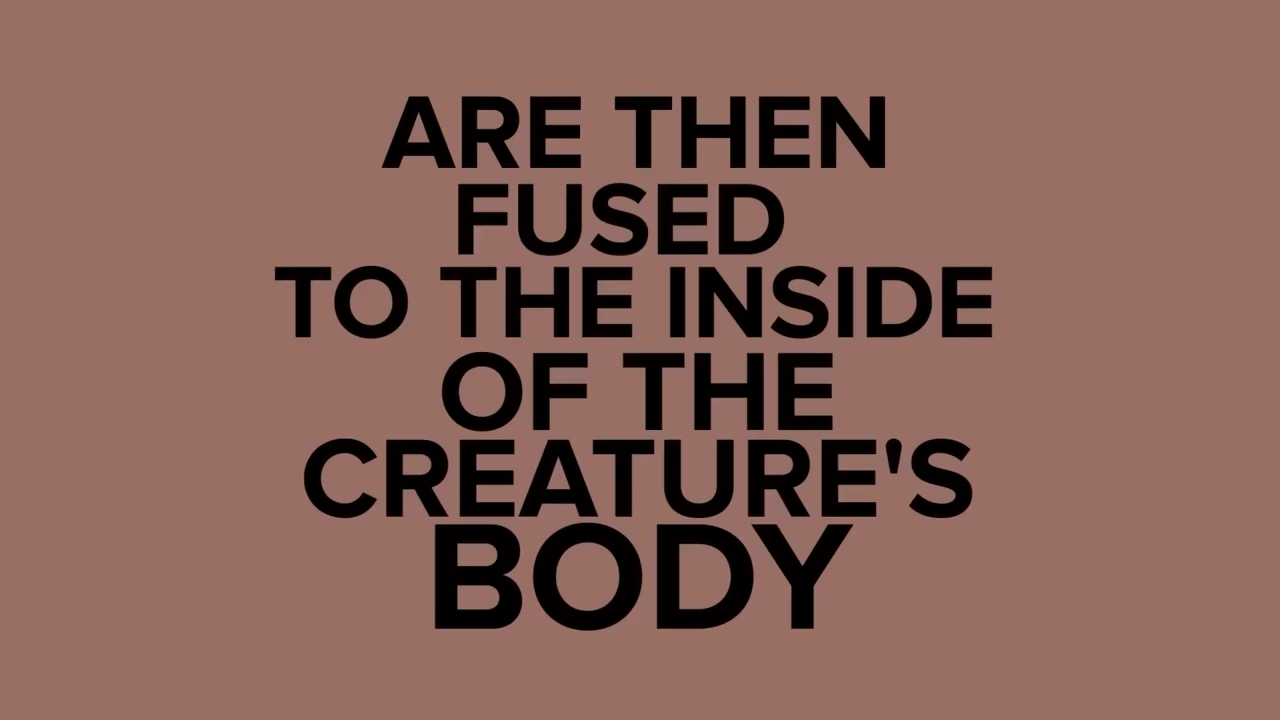 ARE THEN
FUSED
TO THE INSIDE
OF THE
CREATURE'S
BODY